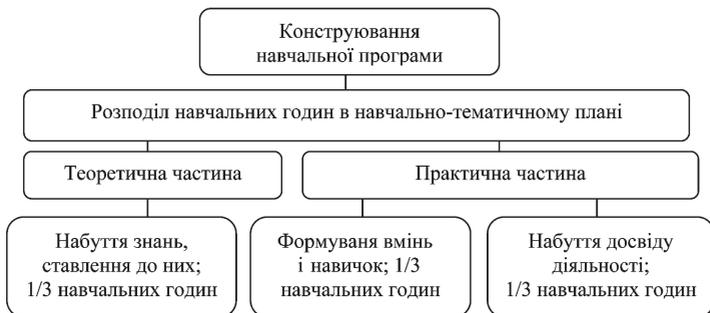 Конструювання
навчальної програми
Розподіл навчальних годин в навчально-тематичному плані
Теоретична частина
Практична частина
Набуття знань,
ставлення до них;
1/3 навчальних годин
Формуваня вмінь
і навичок; 1/3
навчальних годин
Набуття досвіду
діяльності;
1/3 навчальних годин